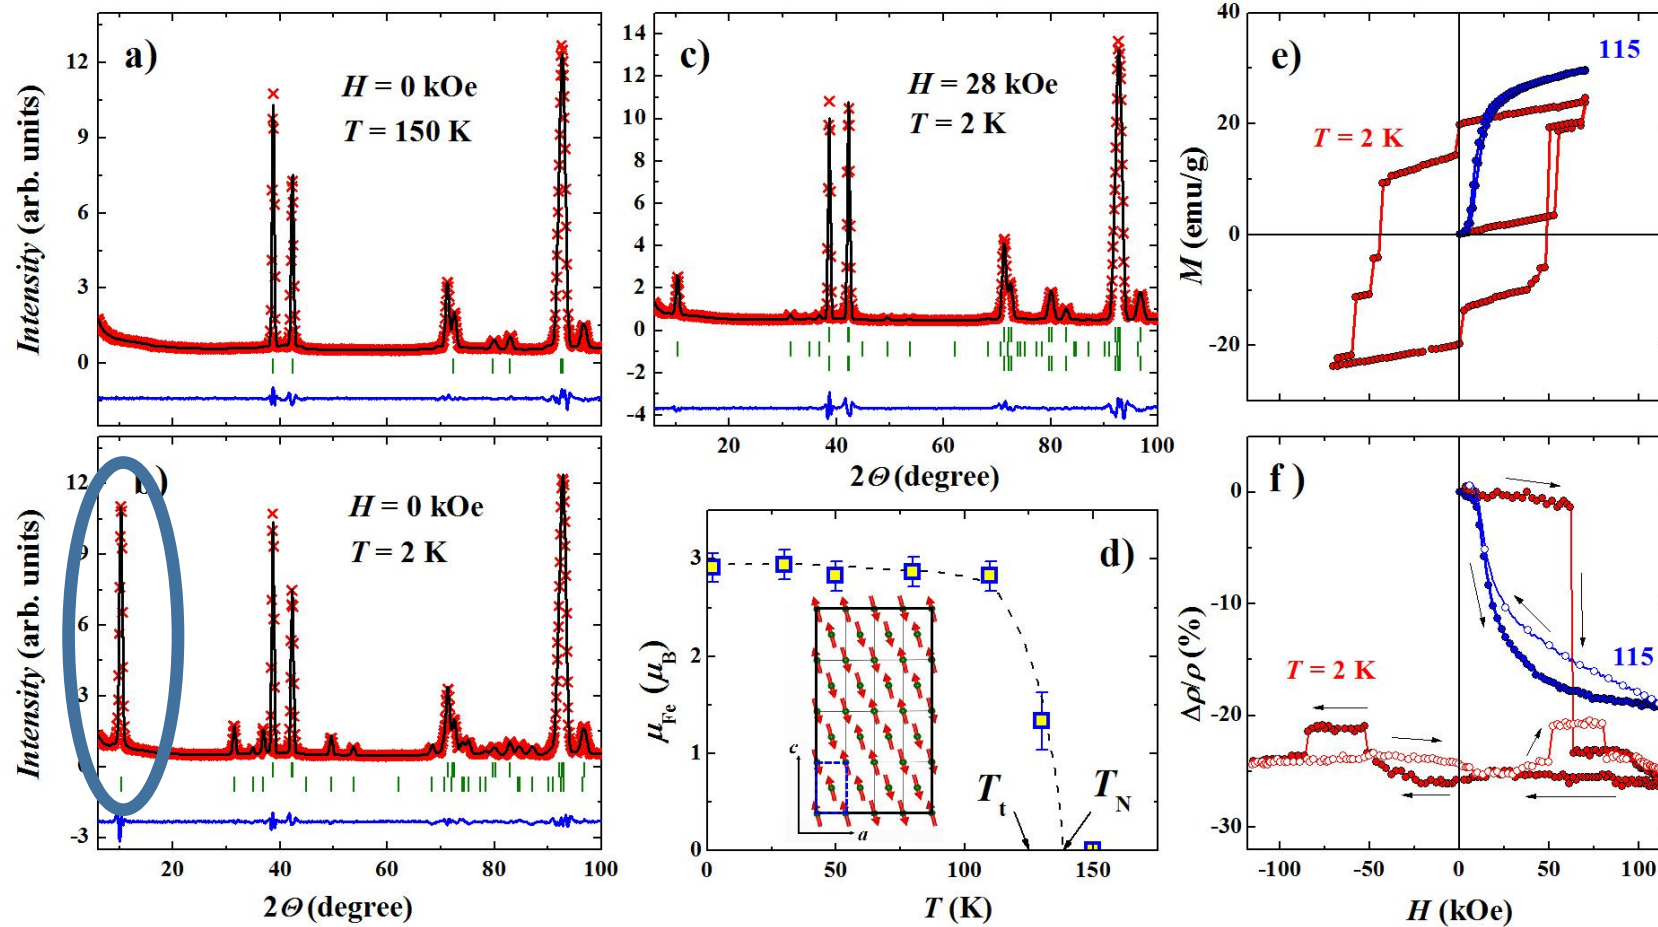 a)
H = 0 kOe
T = 150 K
Intensity (arb. units)
12
9
6
3
0
b)
H = 0 kOe
T = 2 K
Intensity (arb. units)
12
9
6
3
0
-3
20 40 60 80 100
2Θ (degree)
c)
H = 28 kOe
T = 2 K
14
12
10
8
6
4
2
0
-2
-4
20 40 60 80 100
2Θ (degree)
d)
μFe (μB)
3
2
1
0
c
a
Tt
TN
0 50 100 150
T (K)
e)
115
T = 2 K
M (emu/g)
40
20
0
-20
f )
115
T = 2 K
Δρ/ρ (%)
0
-10
-20
-30
-100 -50 0 50 100
H (kOe)